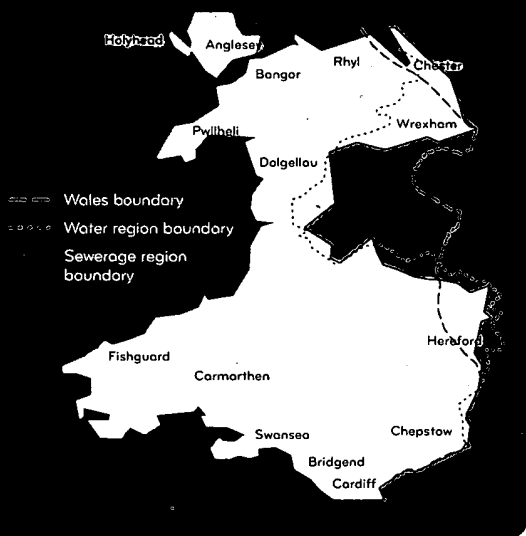 Holyhead
Anglesey
Rhyl
Chester
Bangor
Wrexham
Pwllheli
Dolgellau
Wales boundary
Water region boundary
Sewerage region
boundary
Hereford
Fishguard
Carmarthen
Chepstow
Swansea
Bridgend
Cardiff